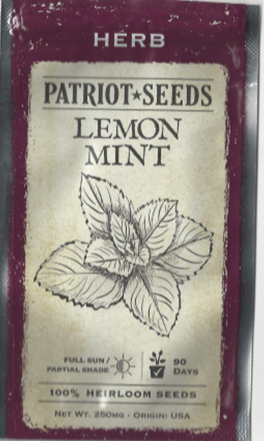 HERB
PATRIOT★SEEDS
LEMON
MINT
FULL SUN /
PARTIAL SHADE
90
DAYS
100% HEIRLOOM SEEDS
NET WT. 250MG · ORIGIN: USA